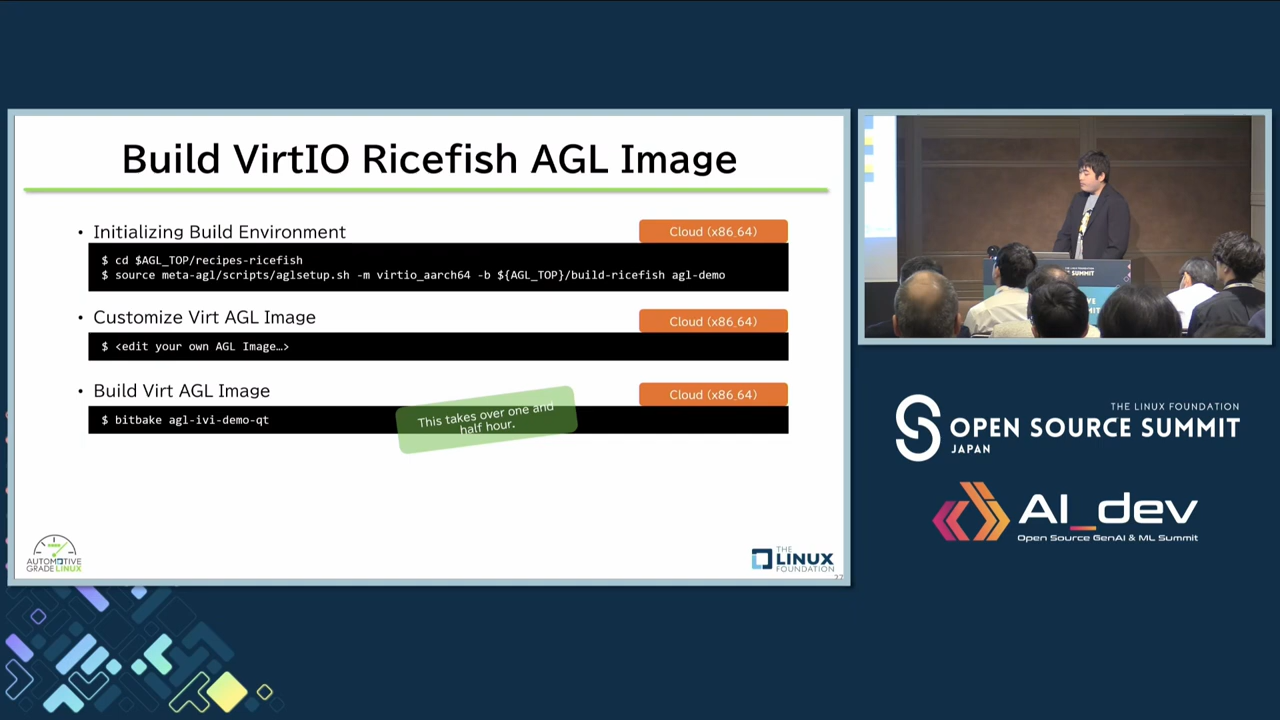 Build VirtIO Ricefish AGL Image
• Initializing Build Environment
Cloud (x86_64)
$ cd $AGL_TOP/recipes-ricefish
$ source meta-agl/scripts/aglsetup.sh -m virtio_aarch64 -b ${AGL_TOP}/build-ricefish agl-demo
• Customize Virt AGL Image
Cloud (x86_64)
$ <edit your own AGL Image…>
• Build Virt AGL Image
Cloud (x86_64)
$ bitbake agl-ivi-demo-qt
This takes over one and
half hour.
AUTOMOTIVE
GRADE LINUX
THE
LINUX
FOUNDATION
SUMMIT
THE LINUX FOUNDATION
OPEN SOURCE SUMMIT
JAPAN
AI_dev
Open Source GenAI & ML Summit